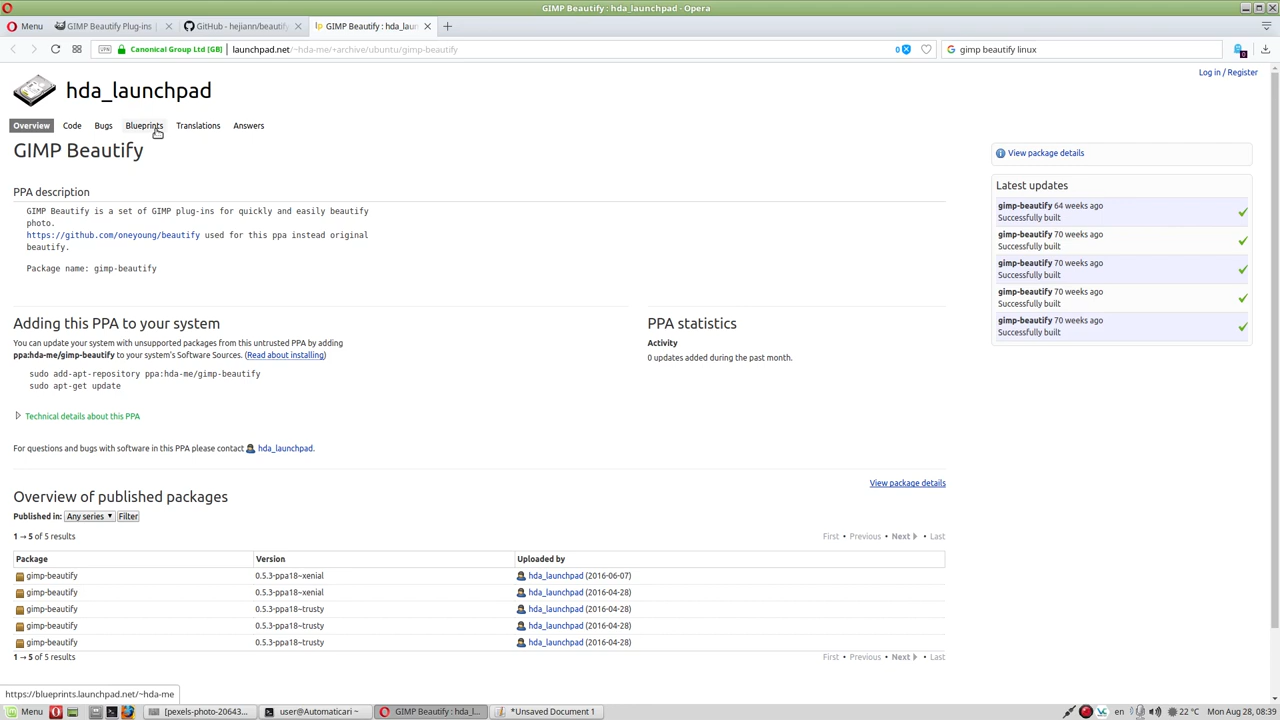 GIMP Beautify : hda_launchpad - Opera
Menu
GIMP Beautify Plug-ins
GitHub - hejiann/beautif
GIMP Beautify : hda_laun
VPN
Canonical Group Ltd [GB]
launchpad.net/~hda-me/+archive/ubuntu/gimp-beautify
0
gimp beautify linux
Log in / Register
hda_launchpad
Overview Code Bugs Blueprints Translations Answers
GIMP Beautify
View package details
PPA description
GIMP Beautify is a set of GIMP plug-ins for quickly and easily beautify
photo.
https://github.com/oneyoung/beautify used for this ppa instead original
beautify.
Package name: gimp-beautify
Latest updates
gimp-beautify 64 weeks ago
Successfully built
gimp-beautify 70 weeks ago
Successfully built
gimp-beautify 70 weeks ago
Successfully built
gimp-beautify 70 weeks ago
Successfully built
gimp-beautify 70 weeks ago
Successfully built
Adding this PPA to your system
You can update your system with unsupported packages from this untrusted PPA by adding
ppa:hda-me/gimp-beautify to your system's Software Sources. (Read about installing)
sudo add-apt-repository ppa:hda-me/gimp-beautify
sudo apt-get update
Technical details about this PPA
For questions and bugs with software in this PPA please contact hda_launchpad.
PPA statistics
Activity
0 updates added during the past month.
Overview of published packages
View package details
Published in: Any series Filter
1 → 5 of 5 results
First • Previous • Next • Last
Package Version Uploaded by
gimp-beautify 0.5.3-ppa18~xenial hda_launchpad (2016-06-07)
gimp-beautify 0.5.3-ppa18~xenial hda_launchpad (2016-04-28)
gimp-beautify 0.5.3-ppa18~trusty hda_launchpad (2016-04-28)
gimp-beautify 0.5.3-ppa18~trusty hda_launchpad (2016-04-28)
gimp-beautify 0.5.3-ppa18~trusty hda_launchpad (2016-04-28)
1 → 5 of 5 results
First • Previous • Next • Last
https://blueprints.launchpad.net/~hda-me
Menu
[pexels-photo-20643...
user@Automaticari ~
GIMP Beautify : hda_l...
*Unsaved Document 1
en
22 °C
Mon Aug 28, 08:39